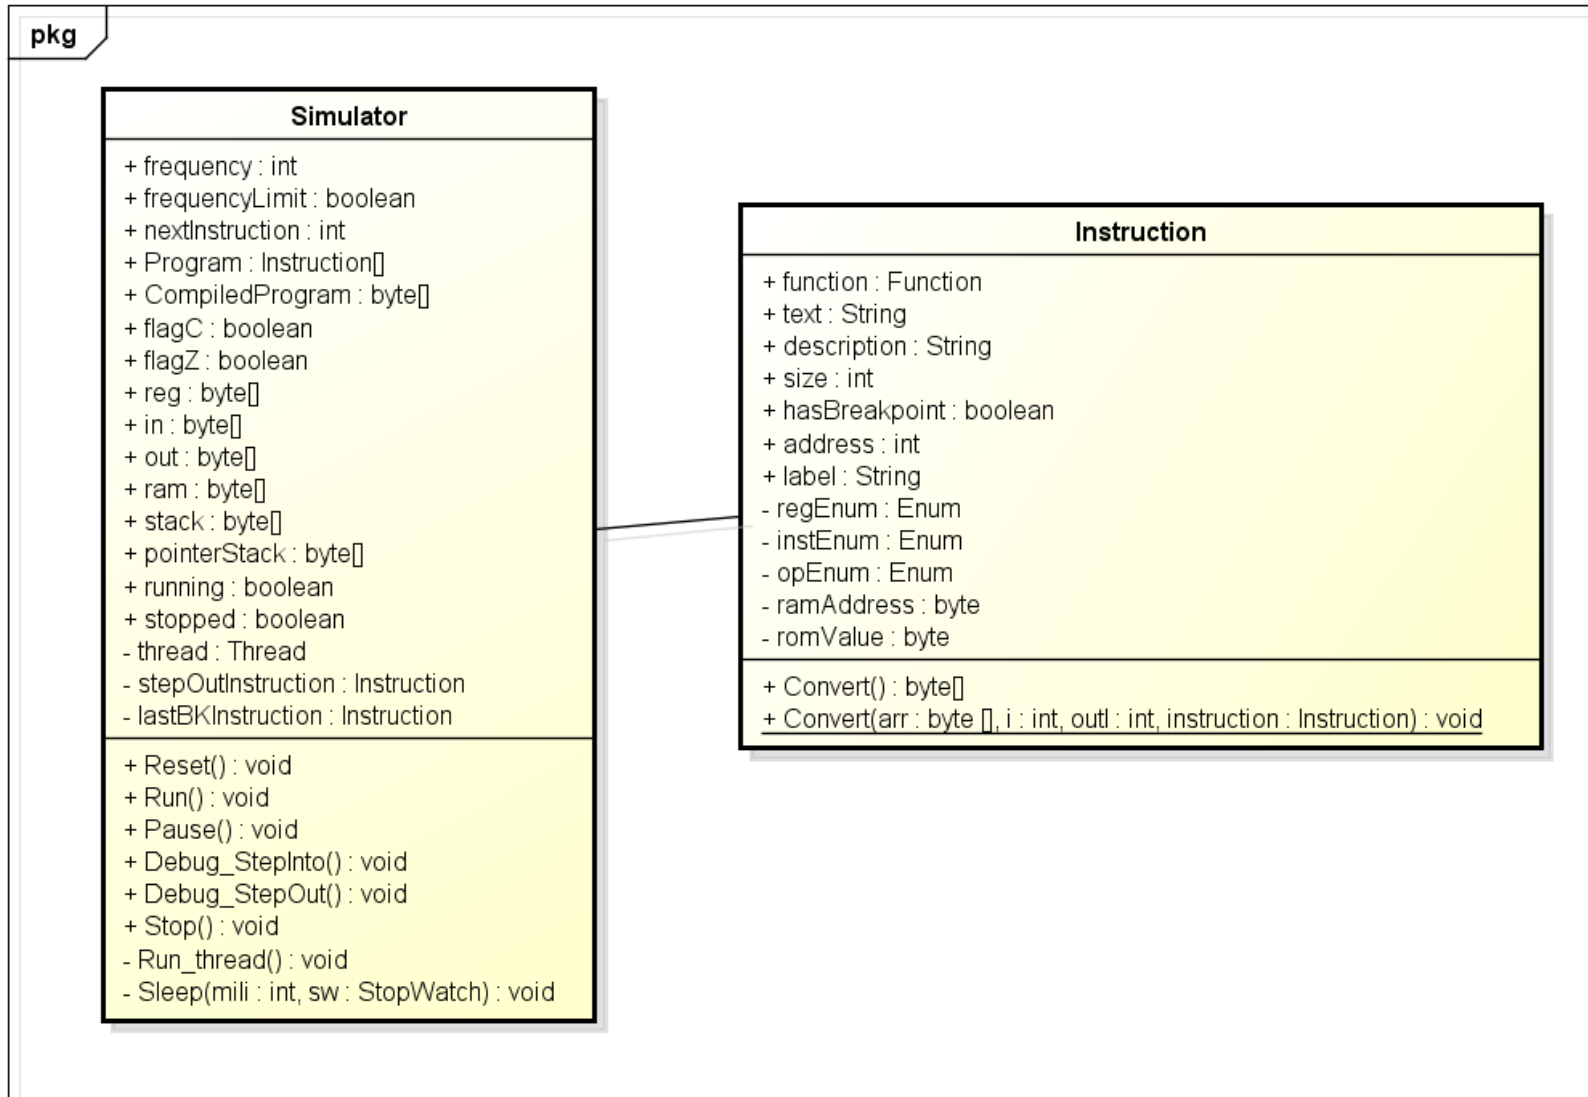 pkg
Simulator
+ frequency : int
+ frequencyLimit : boolean
+ nextInstruction : int
+ Program : Instruction[]
+ CompiledProgram : byte[]
+ flagC : boolean
+ flagZ : boolean
+ reg : byte[]
+ in : byte[]
+ out : byte[]
+ ram : byte[]
+ stack : byte[]
+ pointerStack : byte[]
+ running : boolean
+ stopped : boolean
- thread : Thread
- stepOutInstruction : Instruction
- lastBKInstruction : Instruction
+ Reset() : void
+ Run() : void
+ Pause() : void
+ Debug_StepInto() : void
+ Debug_StepOut() : void
+ Stop() : void
- Run_thread() : void
- Sleep(mili : int, sw : StopWatch) : void
Instruction
+ function : Function
+ text : String
+ description : String
+ size : int
+ hasBreakpoint : boolean
+ address : int
+ label : String
- regEnum : Enum
- instEnum : Enum
- opEnum : Enum
- ramAddress : byte
- romValue : byte
+ Convert() : byte[]
+ Convert(arr : byte [], i : int, outI : int, instruction : Instruction) : void